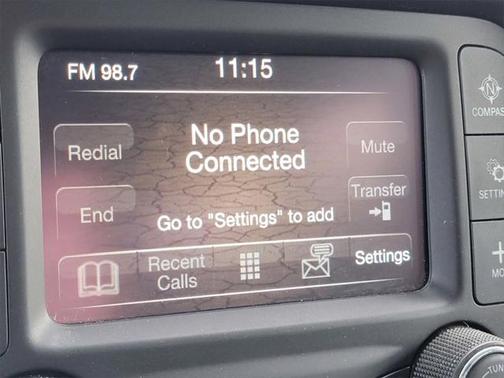 FM 98.7
11:15
No Phone
Connected
Redial
Mute
End
Transfer
Go to "Settings" to add
Recent
Calls
Settings
N
TUN